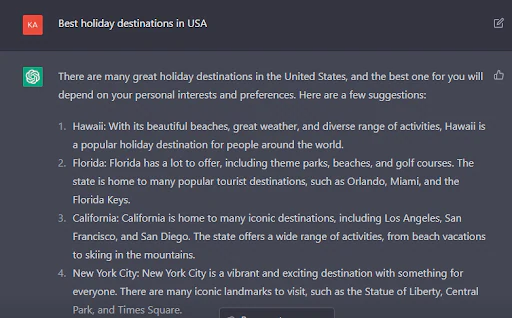 KA Best holiday destinations in USA
There are many great holiday destinations in the United States, and the best one for you will
depend on your personal interests and preferences. Here are a few suggestions:
1. Hawaii: With its beautiful beaches, great weather, and diverse range of activities, Hawaii is
a popular holiday destination for people around the world.
2. Florida: Florida has a lot to offer, including theme parks, beaches, and golf courses. The
state is home to many popular tourist destinations, such as Orlando, Miami, and the
Florida Keys.
3. California: California is home to many iconic destinations, including Los Angeles, San
Francisco, and San Diego. The state offers a wide range of activities, from beach vacations
to skiing in the mountains.
4. New York City: New York City is a vibrant and exciting destination with something for
everyone. There are many iconic landmarks to visit, such as the Statue of Liberty, Central
Park, and Times Square.